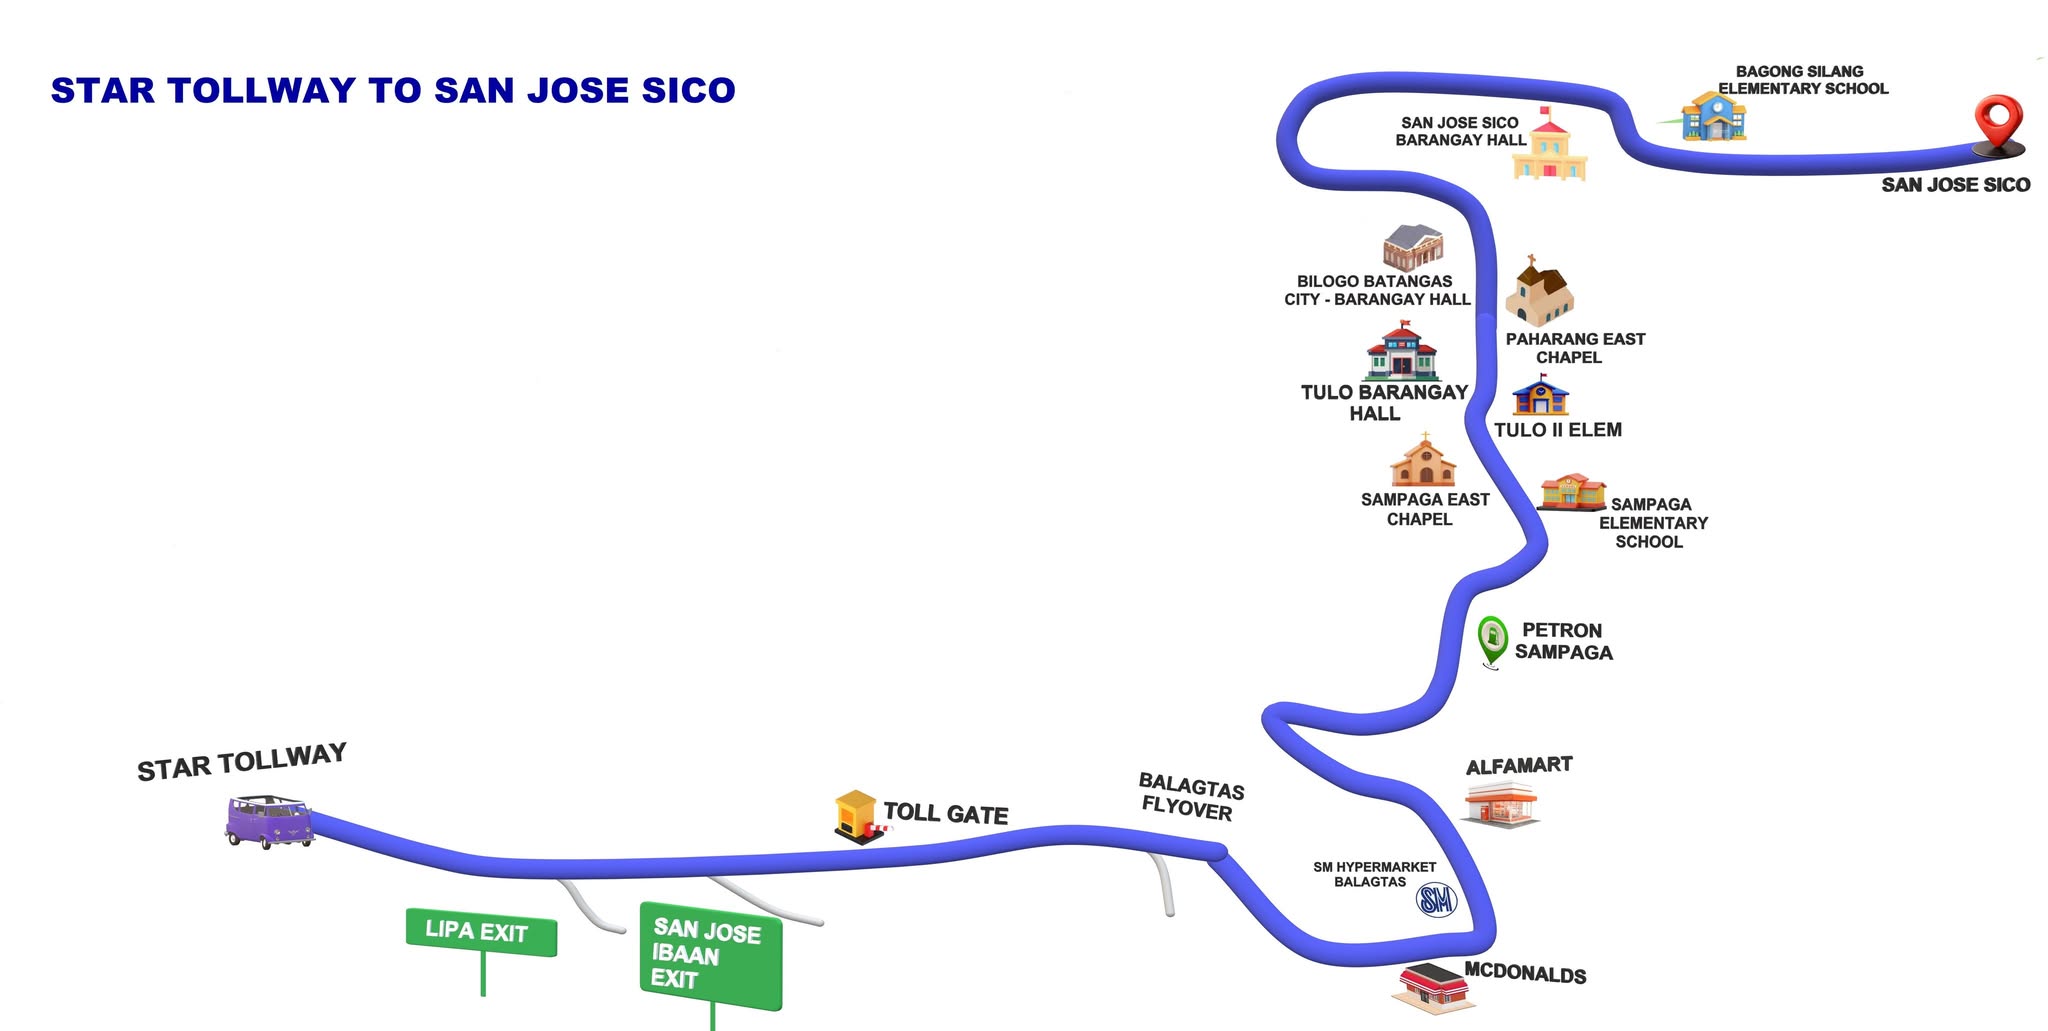 STAR TOLLWAY TO SAN JOSE SICO
BAGONG SILANG
ELEMENTARY SCHOOL
SAN JOSE SICO
BARANGAY HALL
SAN JOSE SICO
BILOGO BATANGAS
CITY - BARANGAY HALL
PAHARANG EAST
CHAPEL
TULO BARANGAY
HALL
TULO II ELEM
SAMPAGA EAST
CHAPEL
SAMPAGA
ELEMENTARY
SCHOOL
PETRON
SAMPAGA
STAR TOLLWAY
TOLL GATE
BALAGTAS
FLYOVER
ALFAMART
SM HYPERMARKET
BALAGTAS
SM
LIPA EXIT
SAN JOSE
IBAAN
EXIT
MCDONALDS